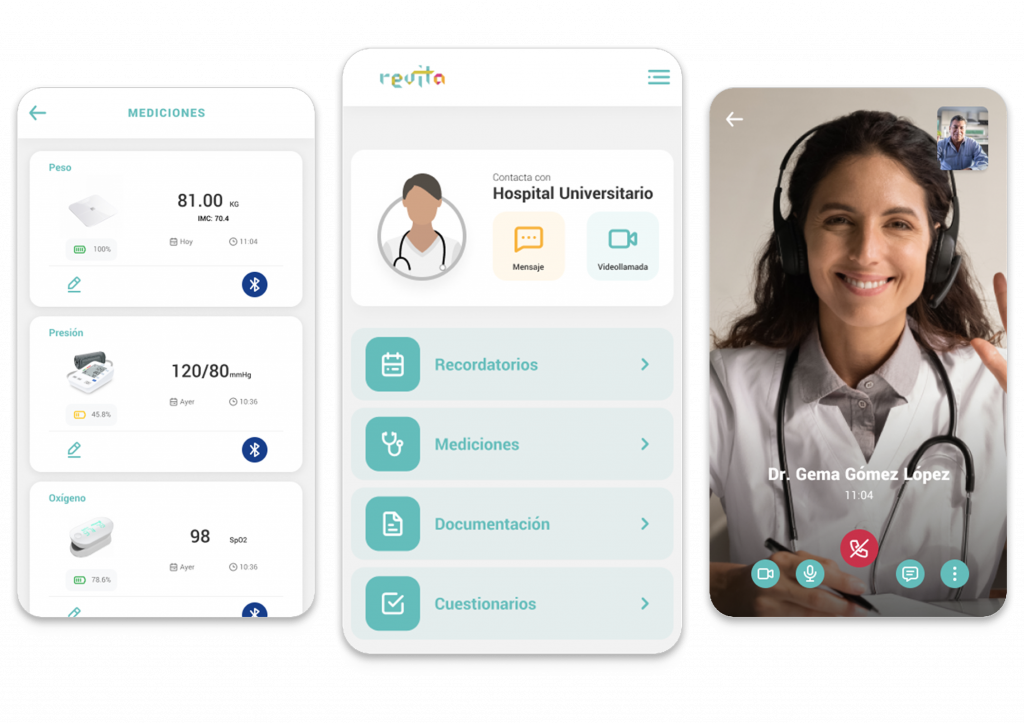 MEDICIONES
Peso
81.00 KG
IMC: 70.4
100%
Hoy 11:04
Presión
120/80mmHg
45.8%
Ayer 10:36
Oxígeno
98 SpO2
Ayer 10:36
78.6%
revita
Contacta con
Hospital Universitario
Mensaje
Videollamada
Recordatorios
Mediciones
Documentación
Cuestionarios
Dr. Gema Gómez López
11:04